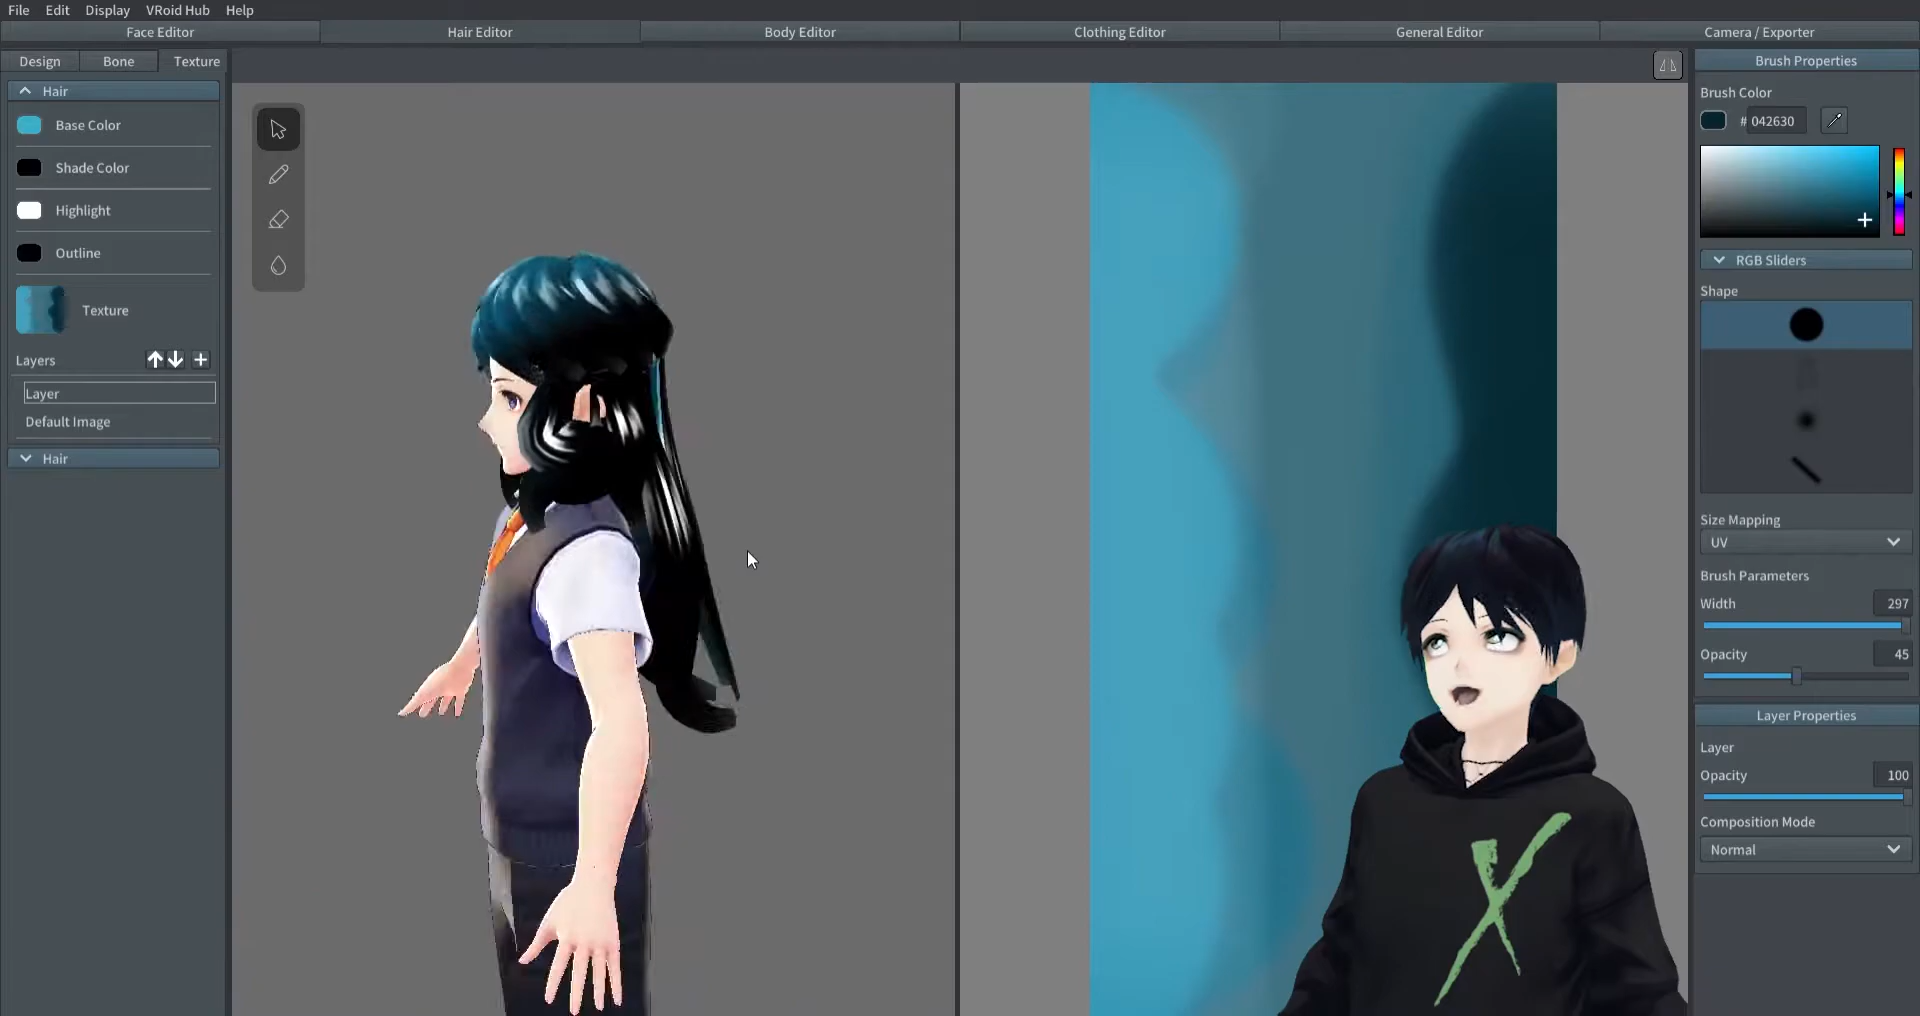 File Edit Display VRoid Hub Help
Face Editor Hair Editor Body Editor Clothing Editor General Editor Camera / Exporter
Design Bone Texture
Hair
Base Color
Shade Color
Highlight
Outline
Texture
Layers
Layer
Default Image
Hair
Brush Properties
Brush Color
# 042630
RGB Sliders
Shape
Size Mapping
UV
Brush Parameters
Width 297
Opacity 45
Layer Properties
Layer
Opacity 100
Composition Mode
Normal
X